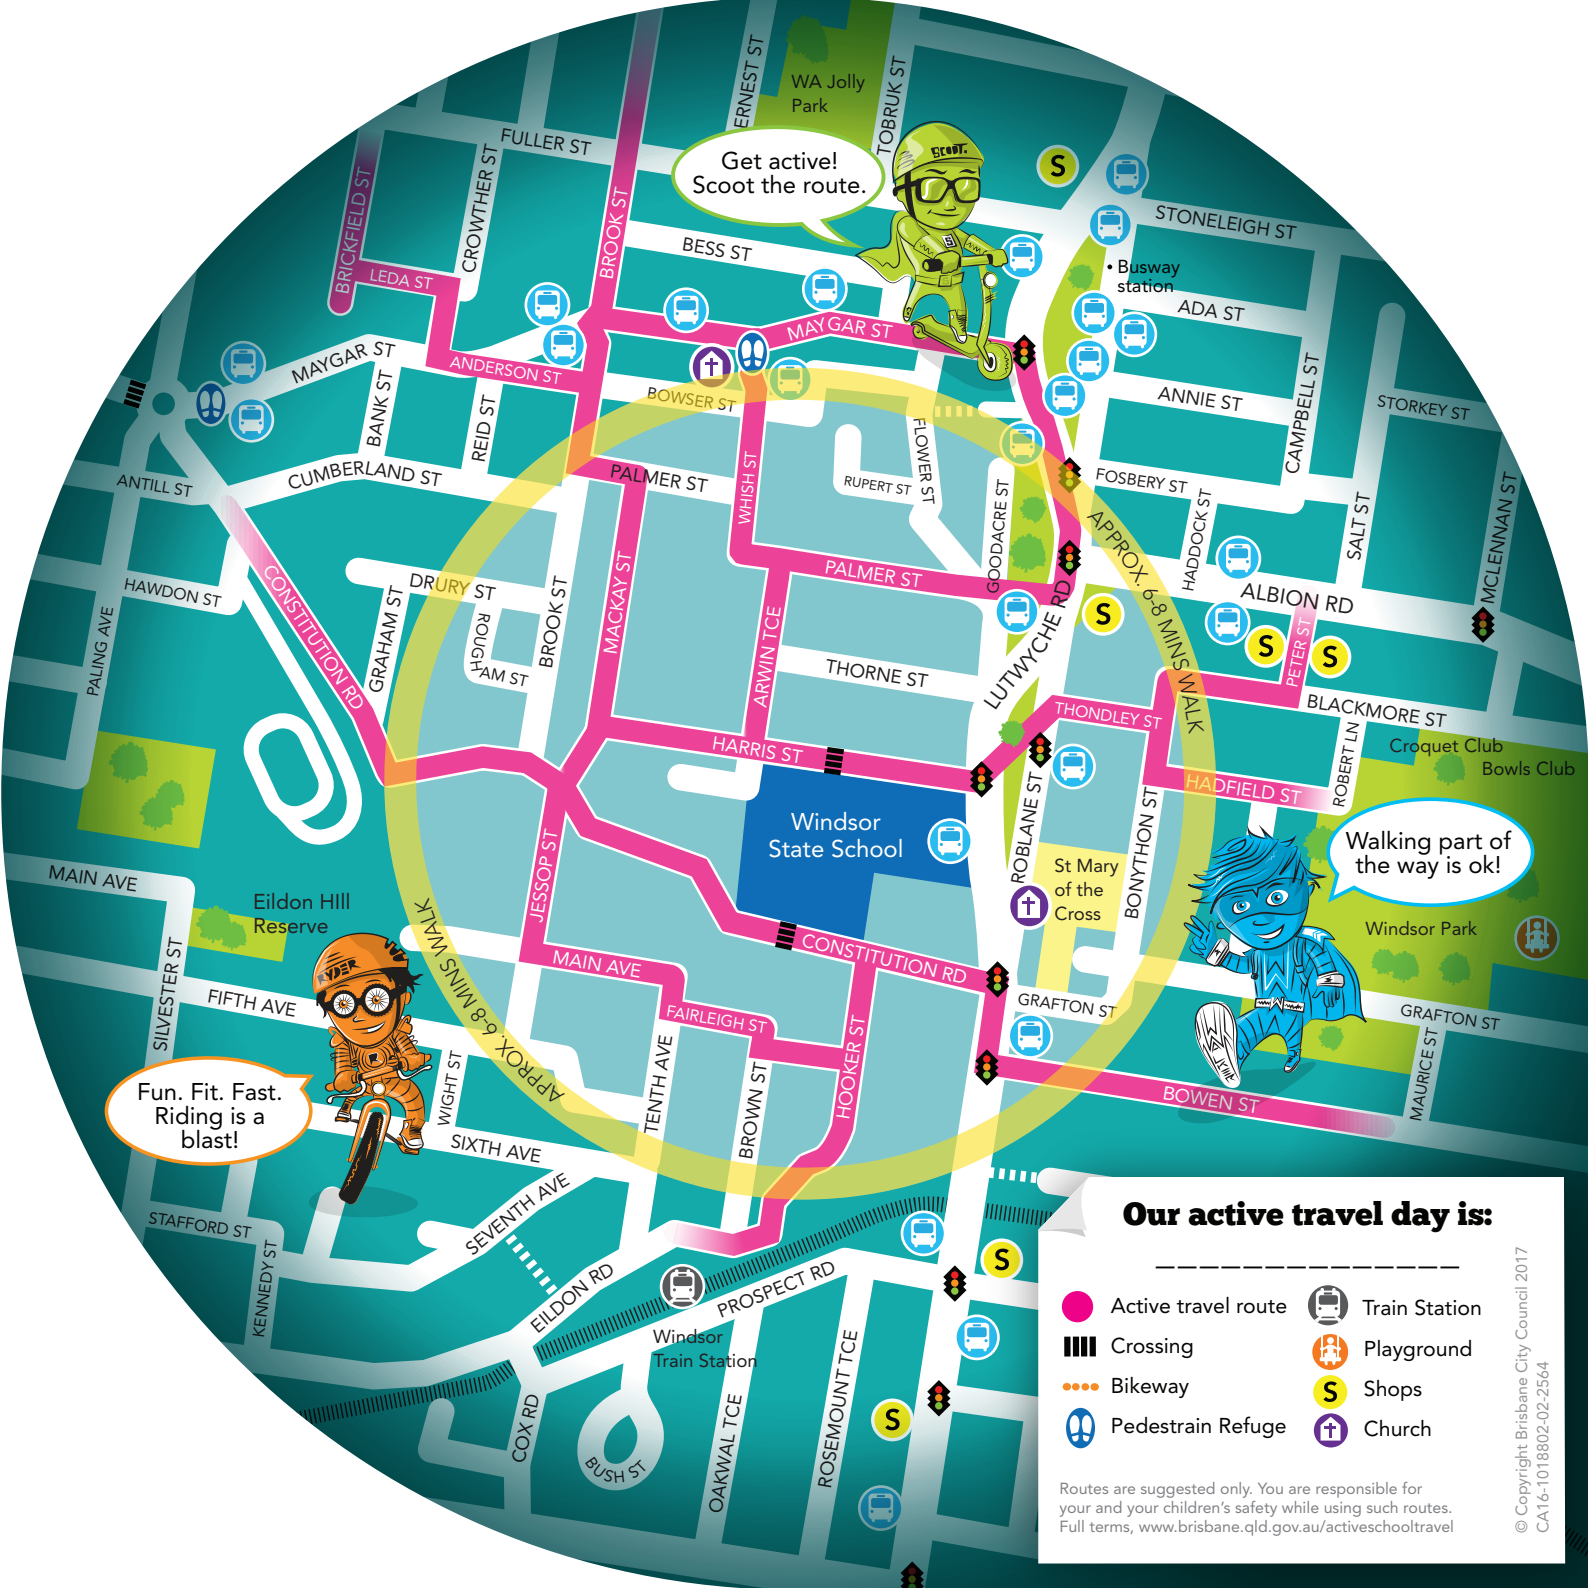 ERNEST ST
WA Jolly
Park
TOBRUK ST
FULLER ST
Get active!
Scoot the route.
SCOOT.
S
S
BRICKFIELD ST
CROWTHER ST
BROOK ST
BESS ST
STONELEIGH ST
• Busway
station
LEDA ST
ADA ST
MAYGAR ST
MAYGAR ST
ANDERSON ST
BANK ST
REID ST
BOWSER ST
ANNIE ST
CAMPBELL ST
STORKEY ST
FLOWER ST
CUMBERLAND ST
ANTILL ST
PALMER ST
WHISH ST
RUPERT ST
GOODACRE ST
FOSBERY ST
HADDOCK ST
SALT ST
MCLENNAN ST
APPROX. 6-8 MINS WALK
HAWDON ST
PALING AVE
CONSTITUTION RD
DRURY ST
GRAHAM ST
ROUGH
AM ST
BROOK ST
MACKAY ST
PALMER ST
ARWIN TCE
THORNE ST
LUTWYCHE RD
S
ALBION RD
S
S
PETER ST
BLACKMORE ST
THONDLEY ST
HARRIS ST
ROBERT LN
Croquet Club
Bowls Club
HADFIELD ST
Windsor
State School
ROBLANE ST
BONYTHON ST
St Mary
of the
Cross
Walking part of
the way is ok!
Windsor Park
W
WALKIE
MAIN AVE
Eildon HIll
Reserve
JESSOP ST
APPROX. 6-8 MINS WALK
RYDER
R
MAIN AVE
CONSTITUTION RD
SILVESTER ST
FIFTH AVE
FAIRLEIGH ST
GRAFTON ST
GRAFTON ST
HOOKER ST
TENTH AVE
BROWN ST
WIGHT ST
BOWEN ST
MAURICE ST
Fun. Fit. Fast.
Riding is a
blast!
SIXTH AVE
SEVENTH AVE
STAFFORD ST
KENNEDY ST
EILDON RD
PROSPECT RD
S
Windsor
Train Station
COX RD
BUSH ST
OAKWAL TCE
ROSEMOUNT TCE
S
Our active travel day is:
_______________
Active travel route
Train Station
Crossing
Playground
Bikeway
S
Shops
Pedestrain Refuge
Church
Routes are suggested only. You are responsible for
your and your children's safety while using such routes.
Full terms, www.brisbane.qld.gov.au/activeschooltravel
© Copyright Brisbane City Council 2017
CA16-1018802-02-2564